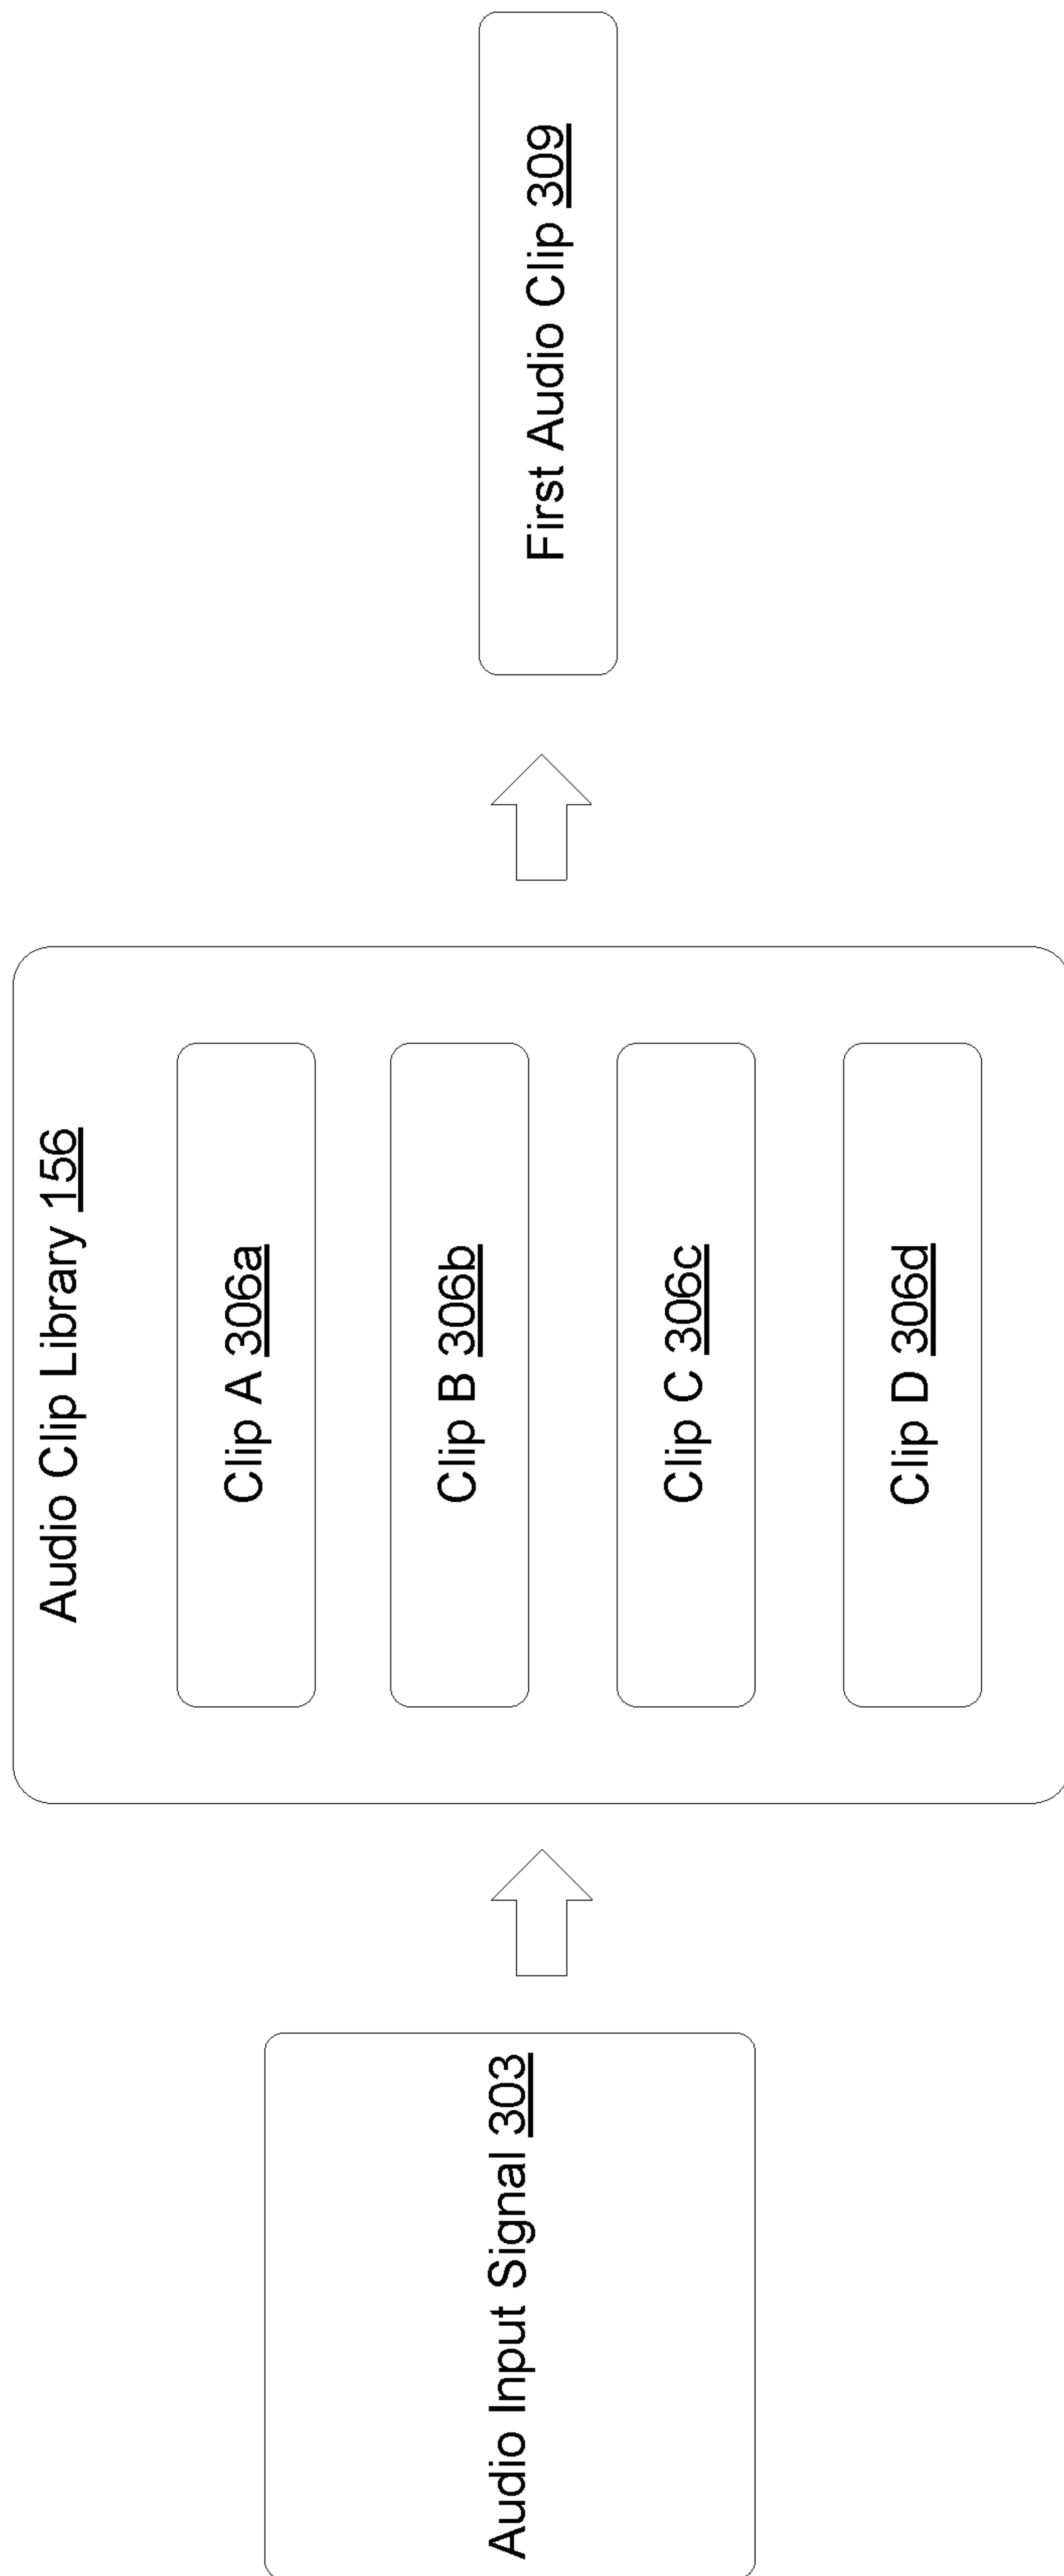 Audio Input Signal 303
Audio Clip Library 156
Clip A 306a
Clip B 306b
Clip C 306c
Clip D 306d
First Audio Clip 309